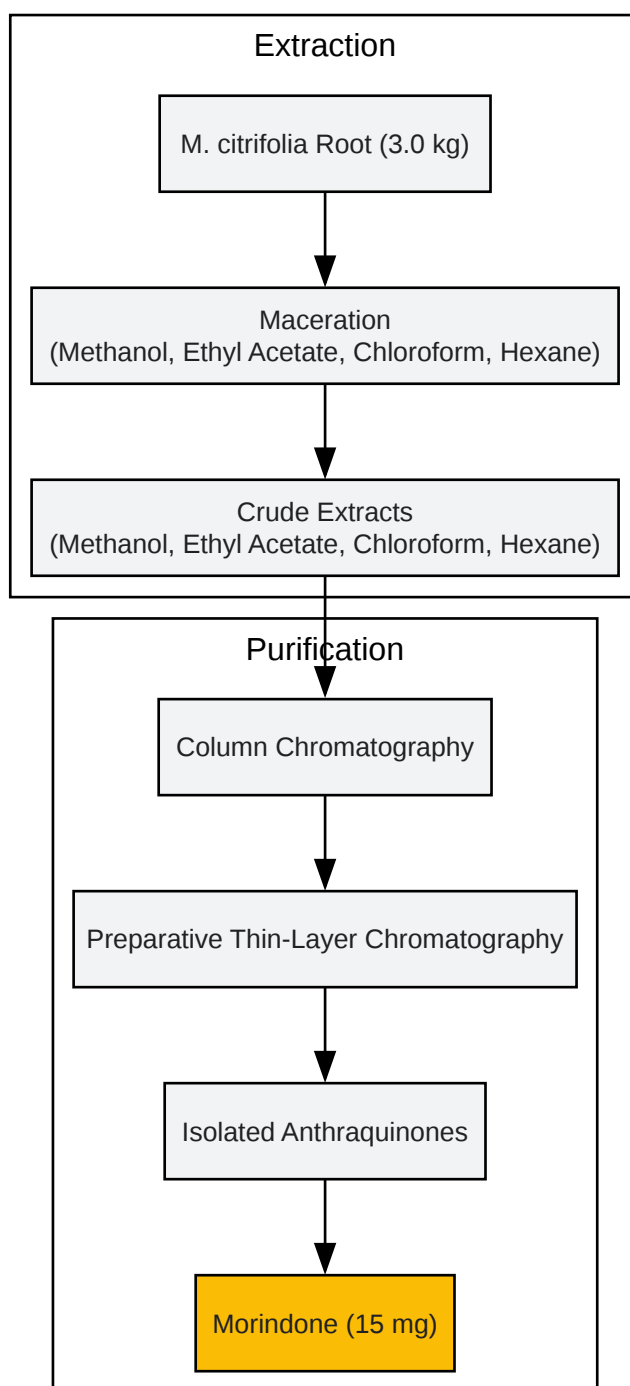 Extraction
M. citrifolia Root (3.0 kg)
Maceration
(Methanol, Ethyl Acetate, Chloroform, Hexane)
Crude Extracts
(Methanol, Ethyl Acetate, Chloroform, Hexane)
Purification
Column Chromatography
Preparative Thin-Layer Chromatography
Isolated Anthraquinones
Morindone (15 mg)